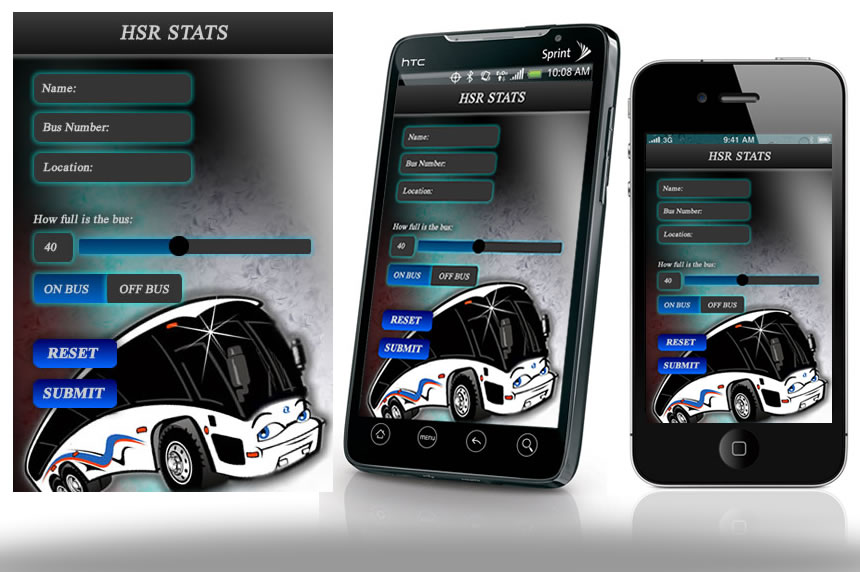 HSR STATS
Name:
Bus Number:
Location:
How full is the bus:
40
ON BUS OFF BUS
RESET
SUBMIT
hTC
Sprint
10:08 AM
HSR STATS
Name:
Bus Number:
Location:
How full is the bus:
40
ON BUS OFF BUS
RESET
SUBMIT
MENU
3G 9:41 AM
HSR STATS
Name:
Bus Number:
Location:
How full is the bus:
40
ON BUS OFF BUS
RESET
SUBMIT